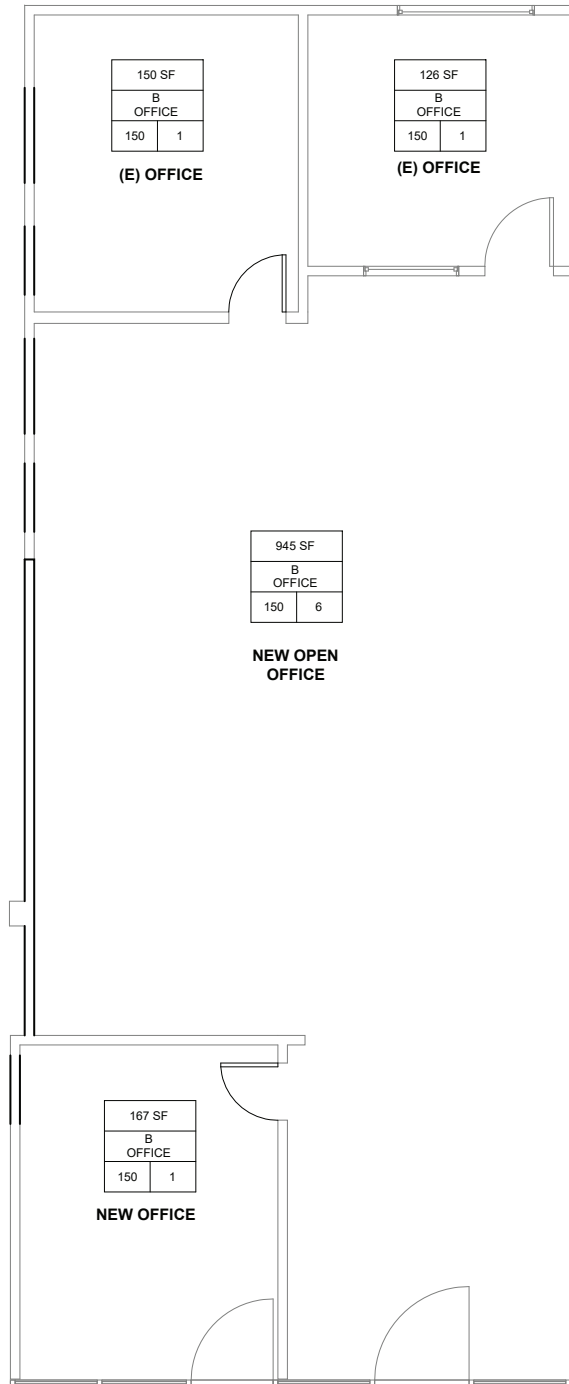 150 SF
B
OFFICE
150 1
(E) OFFICE
126 SF
B
OFFICE
150 1
(E) OFFICE
945 SF
B
OFFICE
150 6
NEW OPEN
OFFICE
167 SF
B
OFFICE
150 1
NEW OFFICE